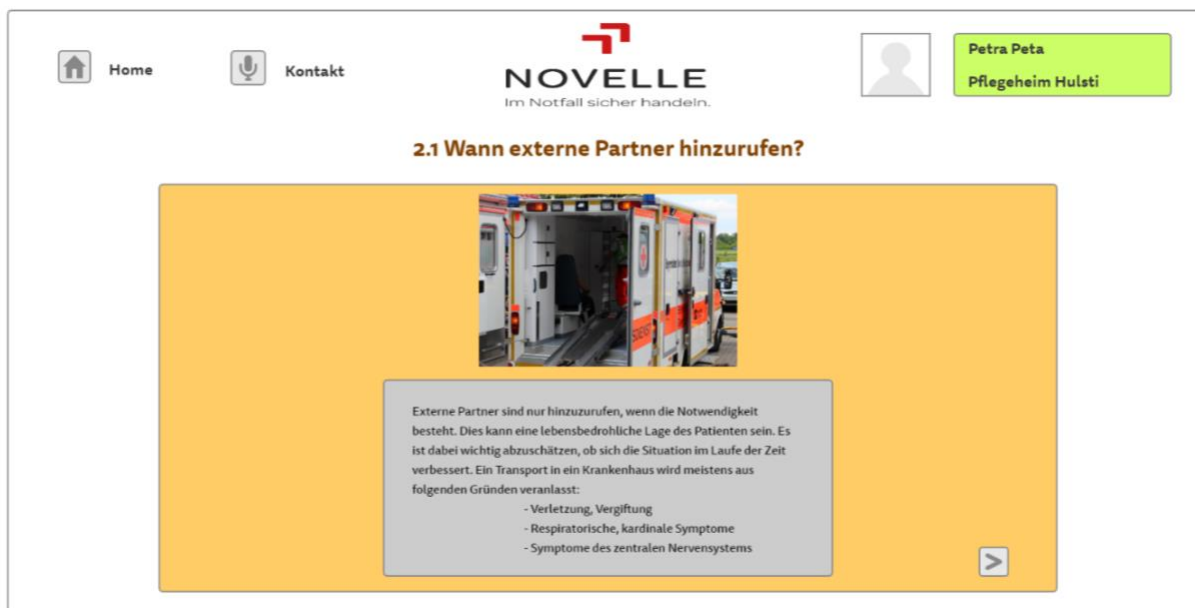 Home
Kontakt
NOVELLE
Im Notfall sicher handeln.
Petra Peta
Pflegeheim Hulsti
2.1 Wann externe Partner hinzurufen?
Externe Partner sind nur hinzuzurufen, wenn die Notwendigkeit
besteht. Dies kann eine lebensbedrohliche Lage des Patienten sein. Es
ist dabei wichtig abzuschätzen, ob sich die Situation im Laufe der Zeit
verbessert. Ein Transport in ein Krankenhaus wird meistens aus
folgenden Gründen veranlasst:
- Verletzung, Vergiftung
- Respiratorische, kardinale Symptome
- Symptome des zentralen Nervensystems
>